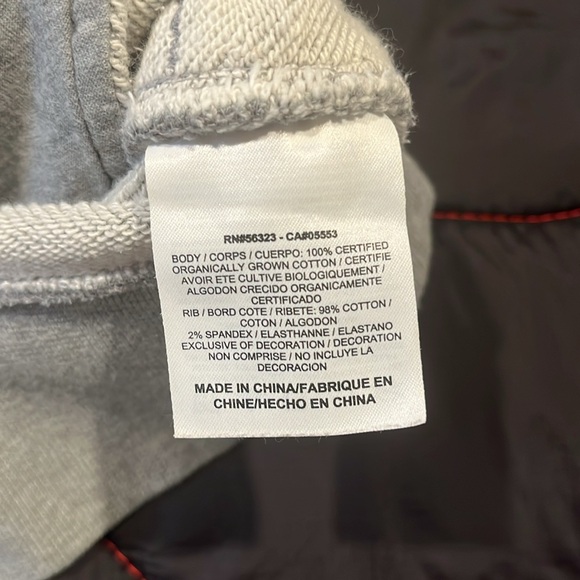 RN#56323 - CA#05553
BODY / CORPS / CUERPO: 100% CERTIFIED
ORGANICALLY GROWN COTTON / CERTIFIE
AVOIR ETE CULTIVE BIOLOGIQUEMENT /
ALGODON CRECIDO ORGANICAMENTE
CERTIFICADO
RIB / BORD COTE / RIBETE: 98% COTTON /
COTON / ALGODON
2% SPANDEX / ELASTHANNE / ELASTANO
EXCLUSIVE OF DECORATION / DECORATION
NON COMPRISE / NO INCLUYE LA
DECORACION
MADE IN CHINA/FABRIQUE EN
CHINE/HECHO EN CHINA